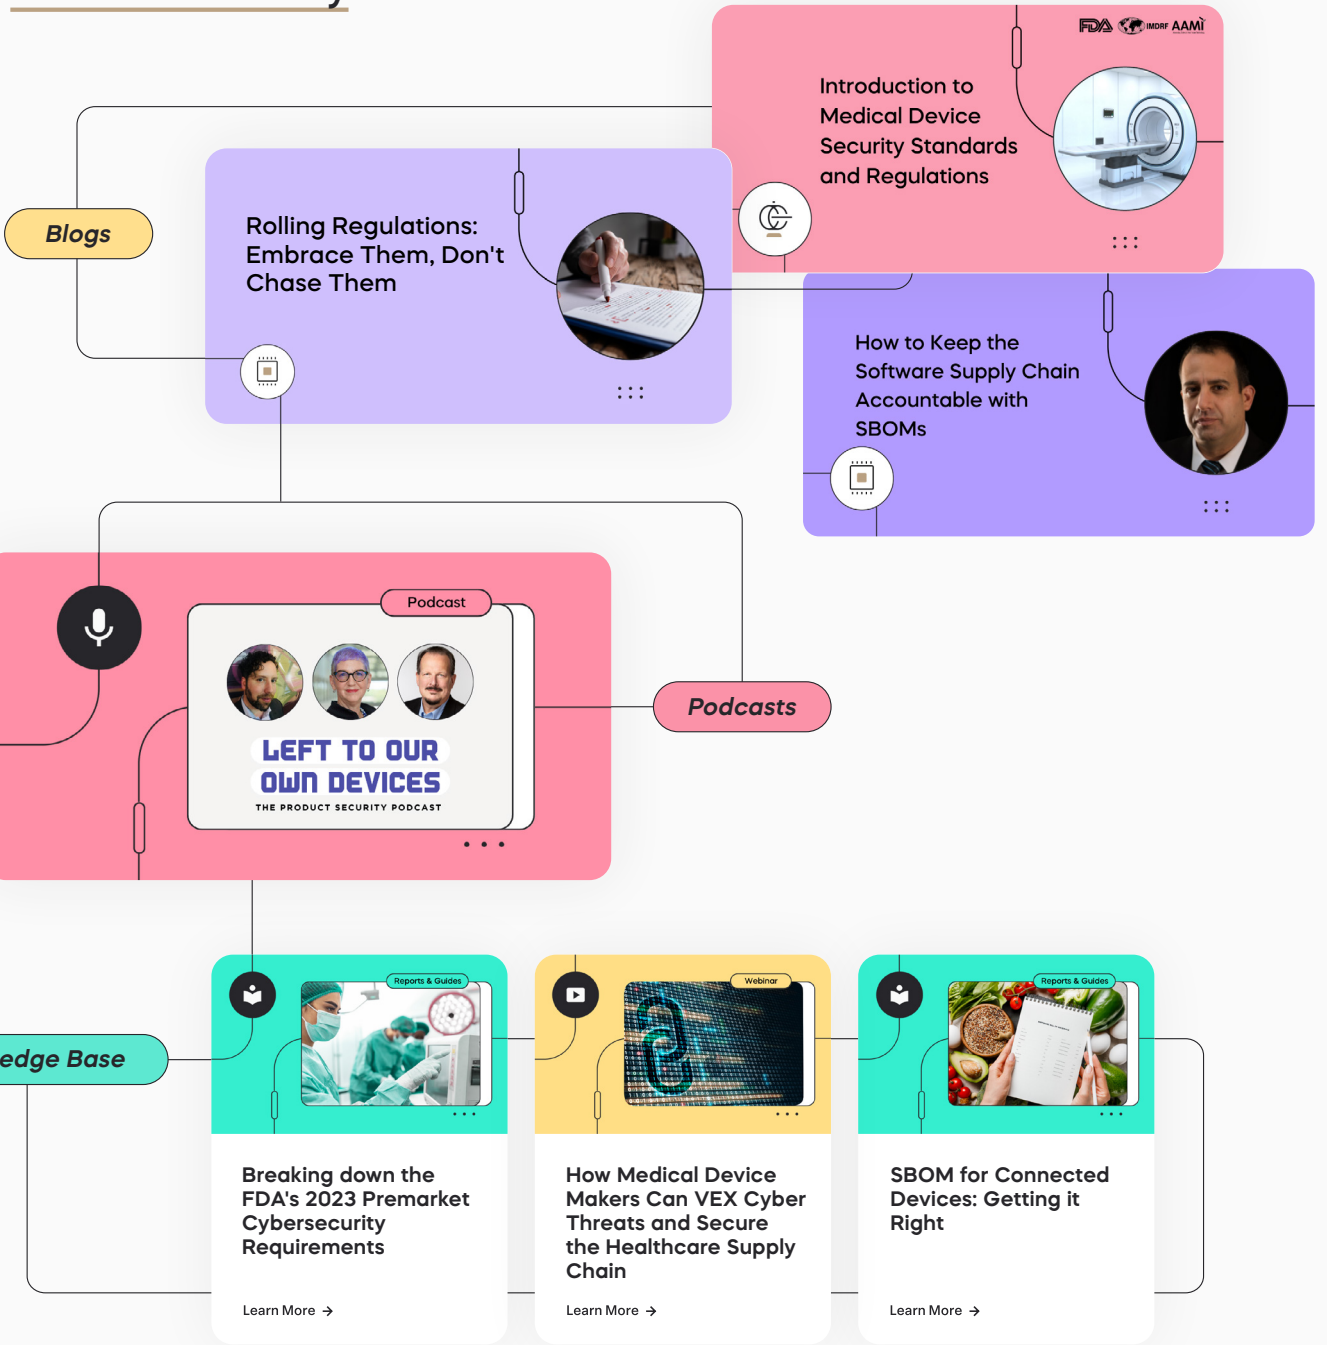 FDA IMDRF AAMI
Introduction to
Medical Device
Security Standards
and Regulations
Blogs
Rolling Regulations:
Embrace Them, Don't
Chase Them
How to Keep the
Software Supply Chain
Accountable with
SBOMs
Podcast
LEFT TO OUR
OWN DEVICES
THE PRODUCT SECURITY PODCAST
Podcasts
edge Base
Reports & Guides
Breaking down the
FDA's 2023 Premarket
Cybersecurity
Requirements
Learn More →
Webinar
How Medical Device
Makers Can VEX Cyber
Threats and Secure
the Healthcare Supply
Chain
Learn More →
Reports & Guides
SBOM for Connected
Devices: Getting it
Right
Learn More →